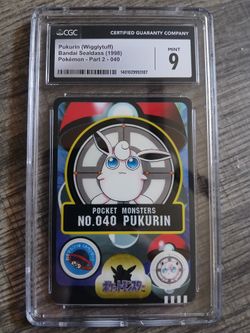 CGC
CERTIFIED GUARANTY COMPANY
Pukurin (Wigglytuff)
Bandai Sealdass (1998)
Pokémon - Part 2 - 040
MINT
9
POCKET MONSTERS
NO.040 PUKURIN
ポケットモンスター